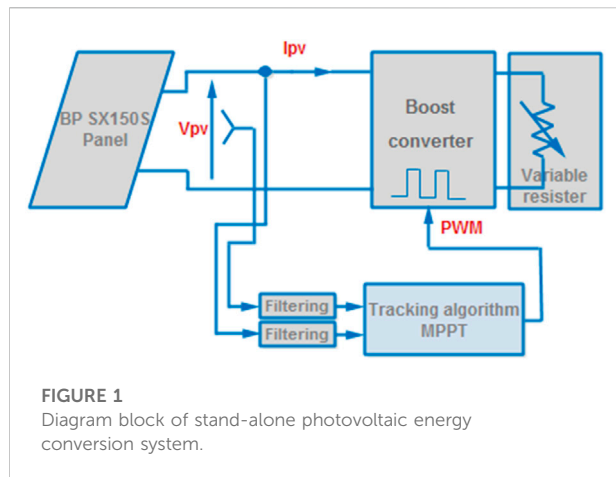 Ipv
BP SX150S
Panel
Vpv
Boost
converter
Variable
resister
PWM
Filtering
Filtering
Tracking algorithm
MPPT
FIGURE 1
Diagram block of stand-alone photovoltaic energy
conversion system.